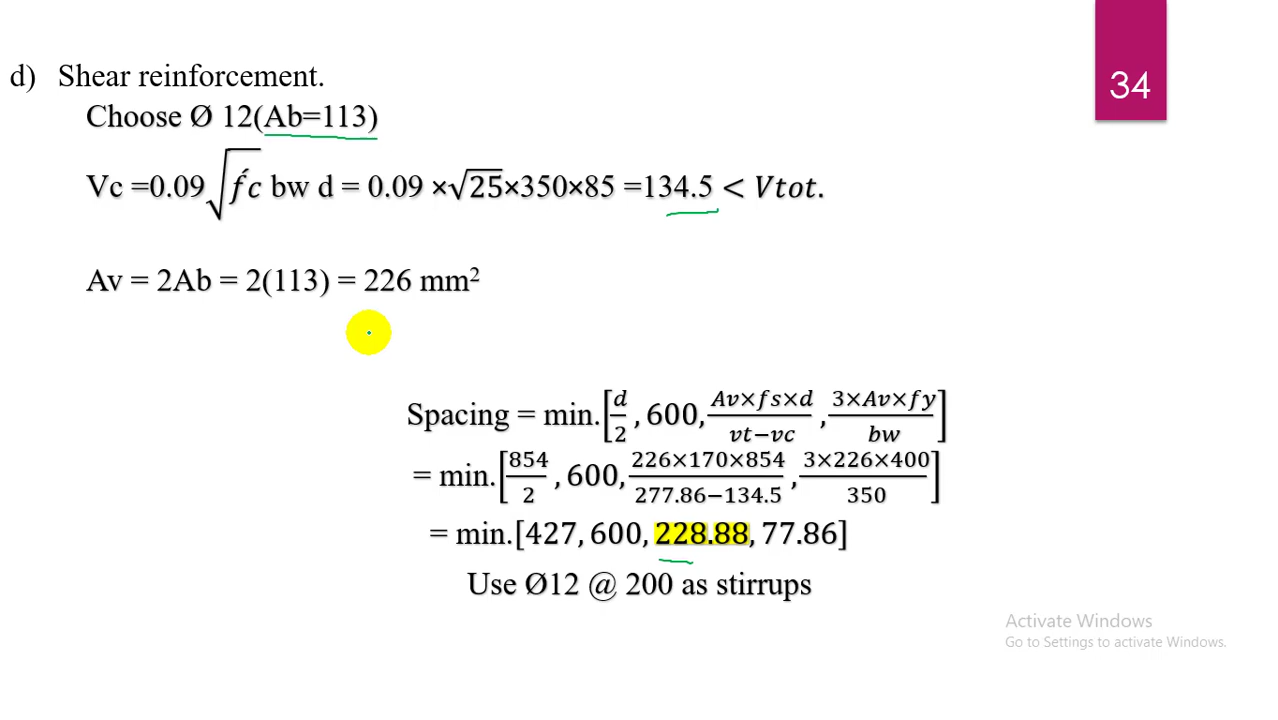 34
d) Shear reinforcement.
Choose Ø 12(Ab=113)
Vc =0.09√f́c bw d = 0.09 ×√25×350×85 =134.5 < Vtot.
Av = 2Ab = 2(113) = 226 mm²
Spacing = min.[d/2 , 600, Av×fs×d/vt−vc , 3×Av×fy/bw]
= min.[854/2 , 600, 226×170×854/277.86−134.5 , 3×226×400/350]
= min.[427, 600, 228.88, 77.86]
Use Ø12 @ 200 as stirrups
Activate Windows
Go to Settings to activate Windows.